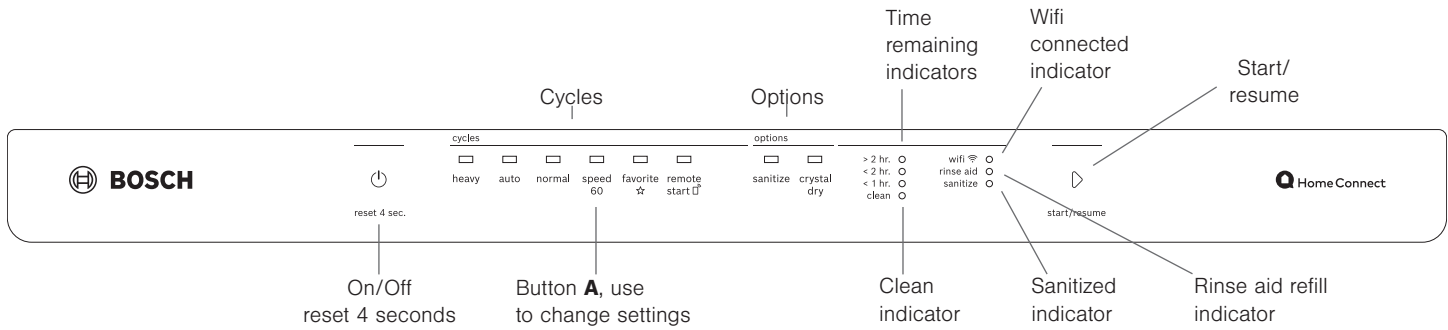 Time
remaining
indicators
Wifi
connected
indicator
Start/
resume
Cycles
Options
cycles
options
BOSCH
reset 4 sec.
heavy
auto
normal
speed
60
favorite
☆
remote
start
sanitize
crystal
dry
> 2 hr.
< 2 hr.
< 1 hr.
clean
wifi
rinse aid
sanitize
start/resume
Home Connect
On/Off
reset 4 seconds
Button A, use
to change settings
Clean
indicator
Sanitized
indicator
Rinse aid refill
indicator